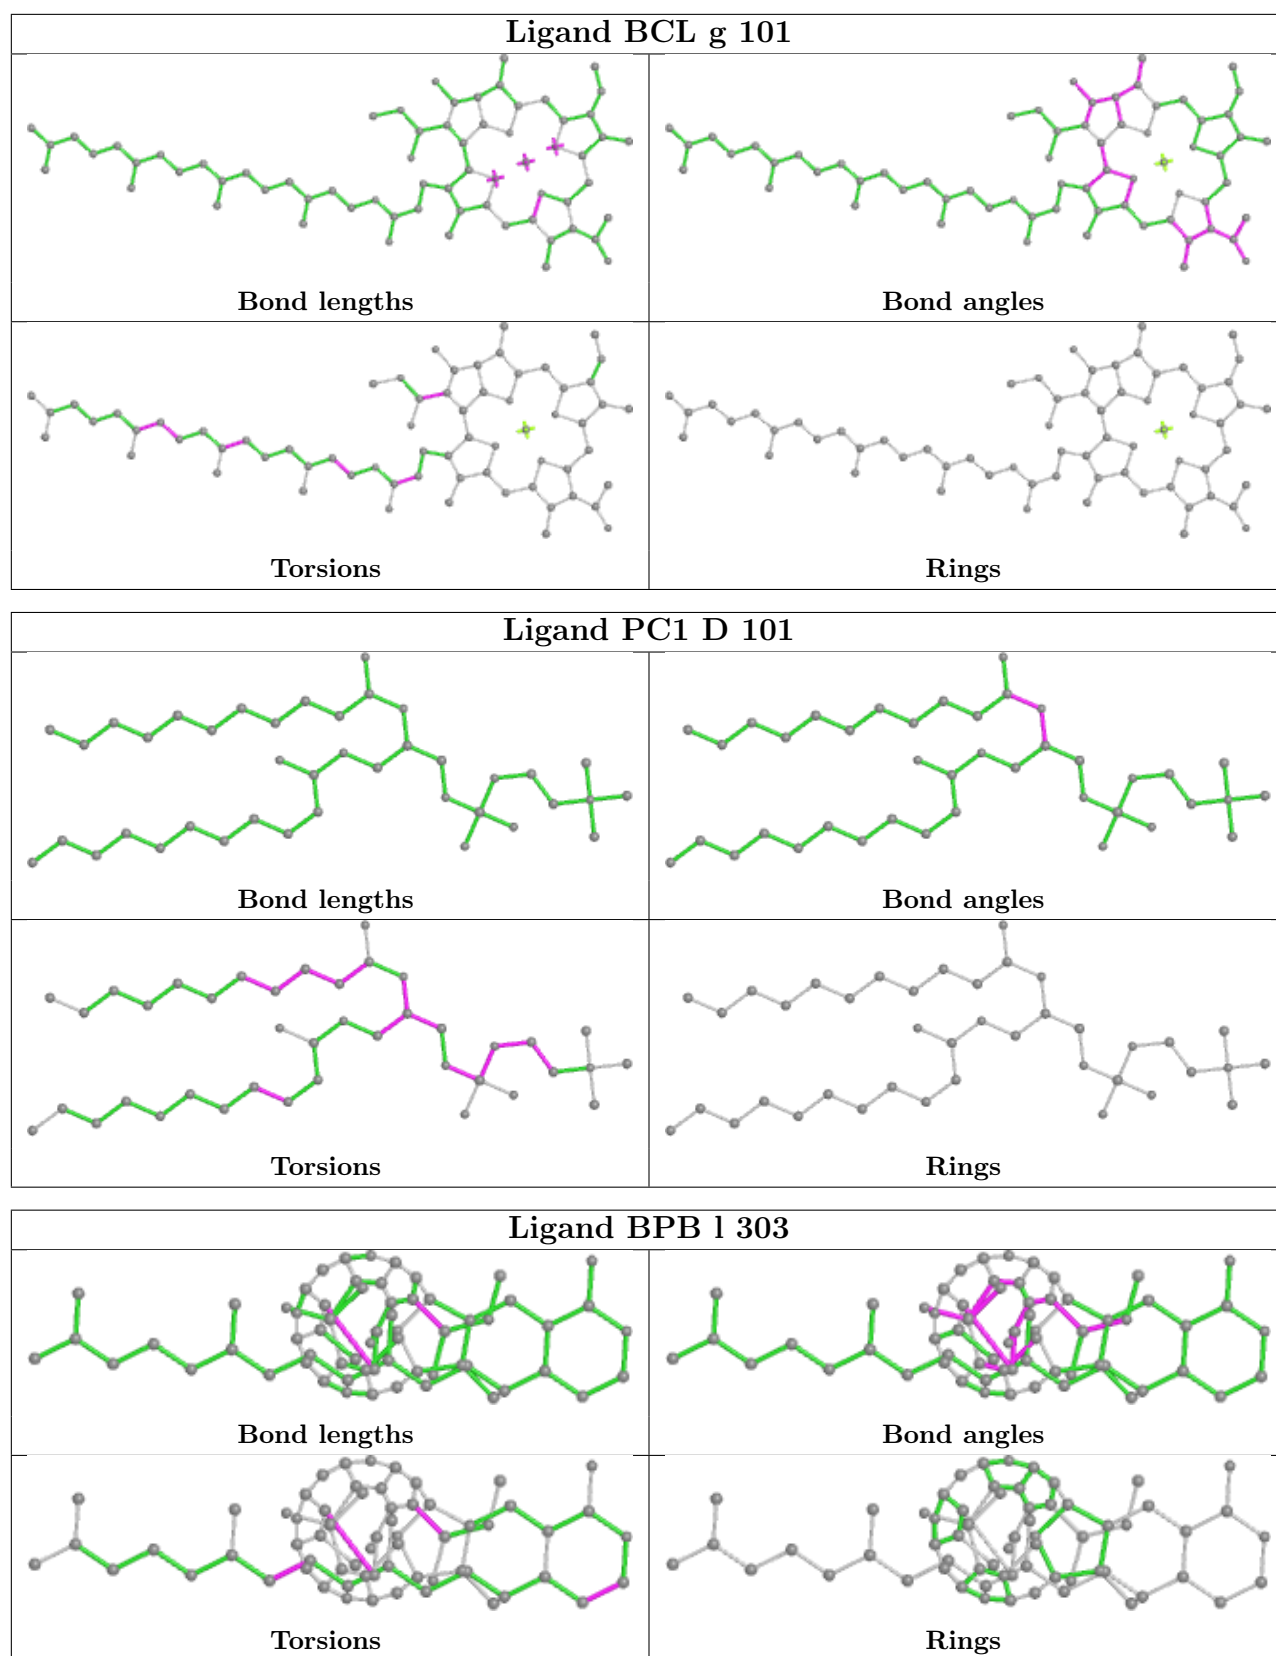 Ligand BCL g 101
Bond lengths
Bond angles
Torsions
Rings
Ligand PC1 D 101
Bond lengths
Bond angles
Torsions
Rings
Ligand BPB l 303
Bond lengths
Bond angles
Torsions
Rings